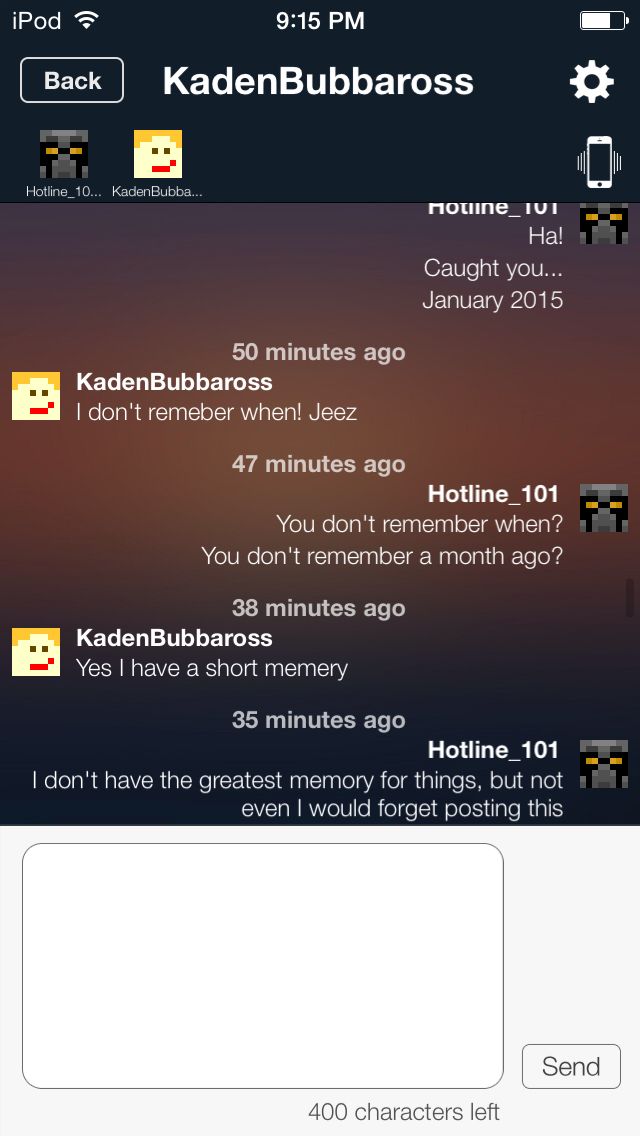 iPod
9:15 PM
Back
KadenBubbaross
Hotline_10...
KadenBubba...
Hotline_101
Ha!
Caught you...
January 2015
50 minutes ago
KadenBubbaross
I don't remeber when! Jeez
47 minutes ago
Hotline_101
You don't remember when?
You don't remember a month ago?
38 minutes ago
KadenBubbaross
Yes I have a short memery
35 minutes ago
Hotline_101
I don't have the greatest memory for things, but not
even I would forget posting this
Send
400 characters left